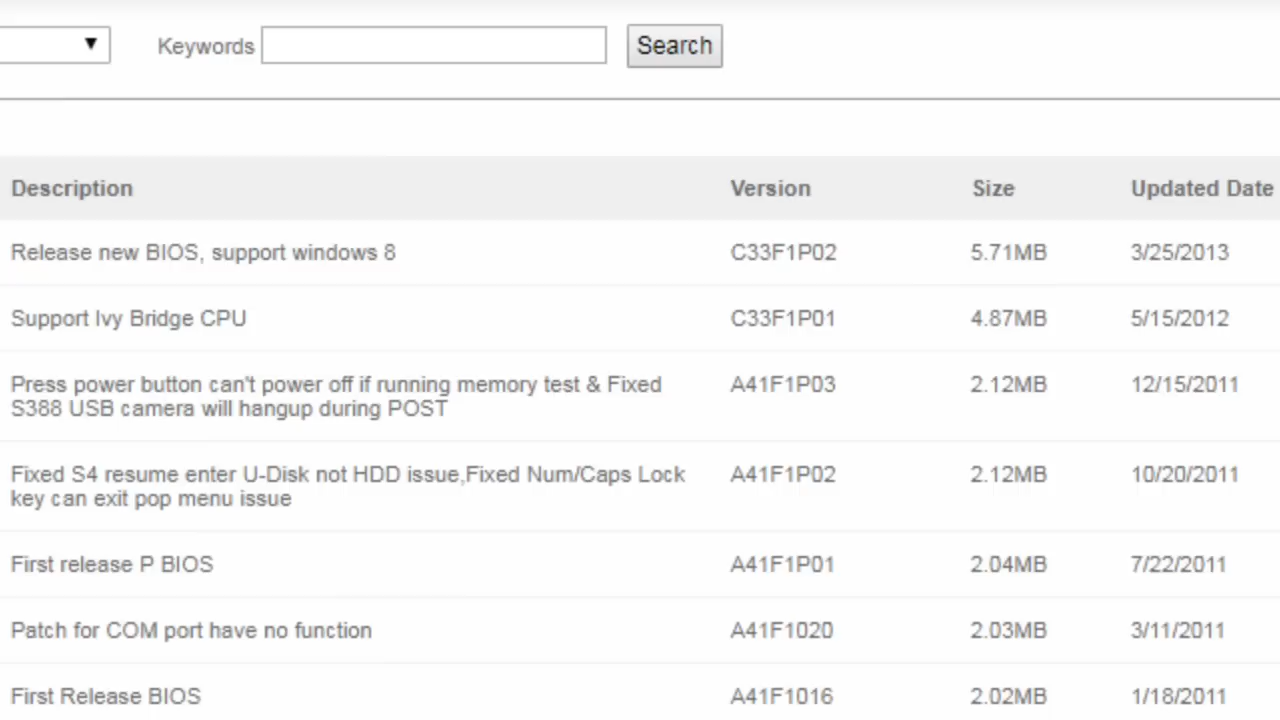 Keywords Search
Description Version Size Updated Date
Release new BIOS, support windows 8 C33F1P02 5.71MB 3/25/2013
Support Ivy Bridge CPU C33F1P01 4.87MB 5/15/2012
Press power button can't power off if running memory test & Fixed A41F1P03 2.12MB 12/15/2011
S388 USB camera will hangup during POST
Fixed S4 resume enter U-Disk not HDD issue,Fixed Num/Caps Lock A41F1P02 2.12MB 10/20/2011
key can exit pop menu issue
First release P BIOS A41F1P01 2.04MB 7/22/2011
Patch for COM port have no function A41F1020 2.03MB 3/11/2011
First Release BIOS A41F1016 2.02MB 1/18/2011